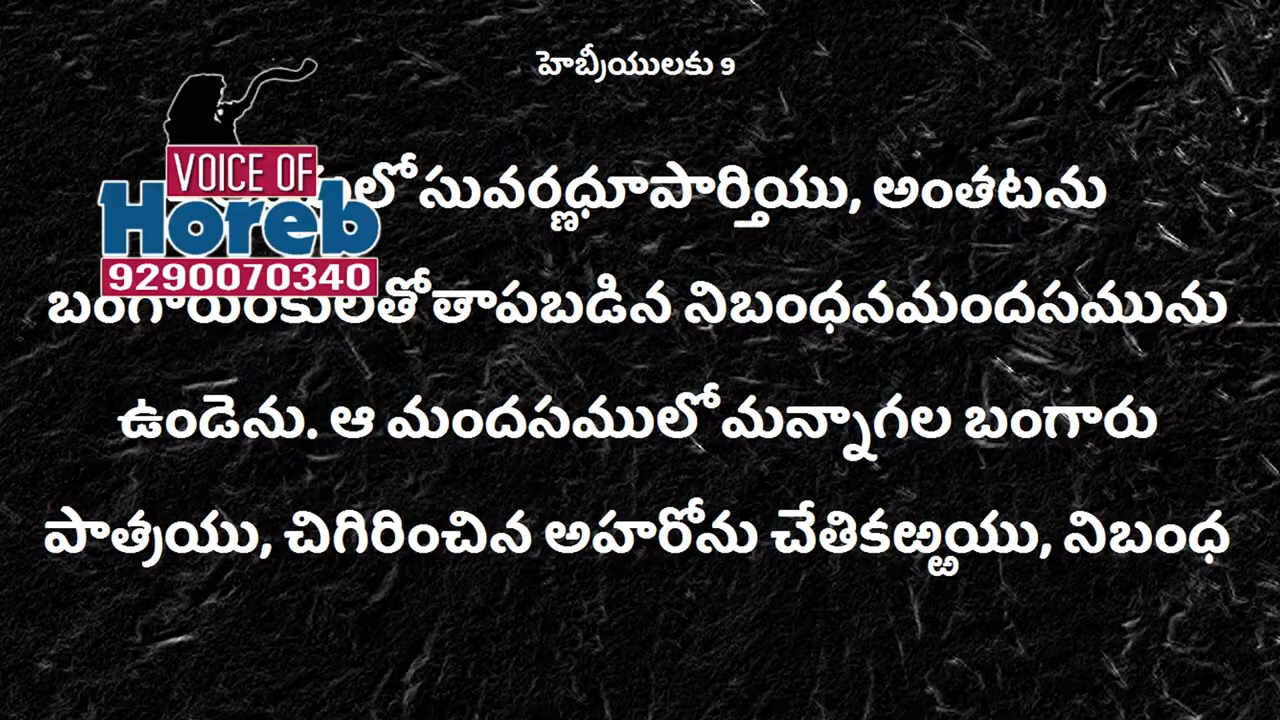 హెబ్రీయులకు 9
VOICE OF
Horeb
9290070340
సువర్ణధూపార్తియు, అంతటను
బంగారురేకులతోతాపబడిన నిబంధనమందసమును
ఉండెను. ఆ మందసములోమన్నాగల బంగారు
పాత్రయు, చిగిరించిన అహరోను చేతికఱ్ఱయు, నిబంధ